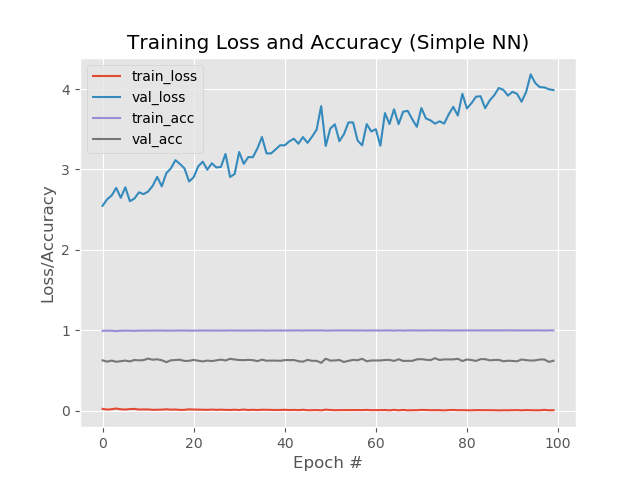 Training Loss and Accuracy (Simple NN)
train_loss
val_loss
train_acc
val_acc
4
3
2
1
0
Loss/Accuracy
0 20 40 60 80 100
Epoch #